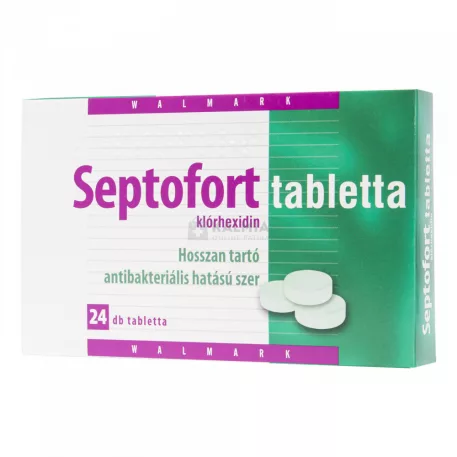 WALMARK
Septofort tabletta
klórhexidin
Hosszan tartó
antibakteriális hatású szer
24 db tabletta
WALMARK
Septofort tabletta